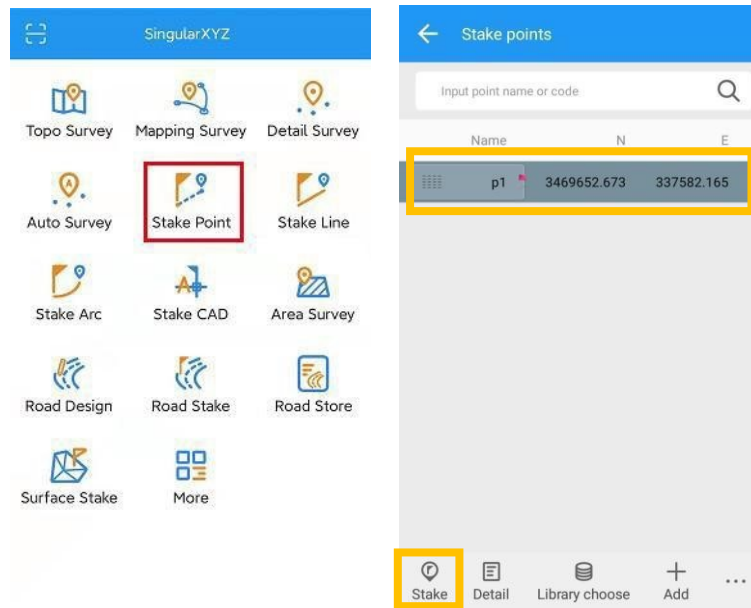 SingularXYZ
Topo Survey Mapping Survey Detail Survey
Auto Survey Stake Point Stake Line
Stake Arc Stake CAD Area Survey
Road Design Road Stake Road Store
Surface Stake More
Stake points
Input point name or code
Name N E
p1 3469652.673 337582.165
Stake Detail Library choose Add ...